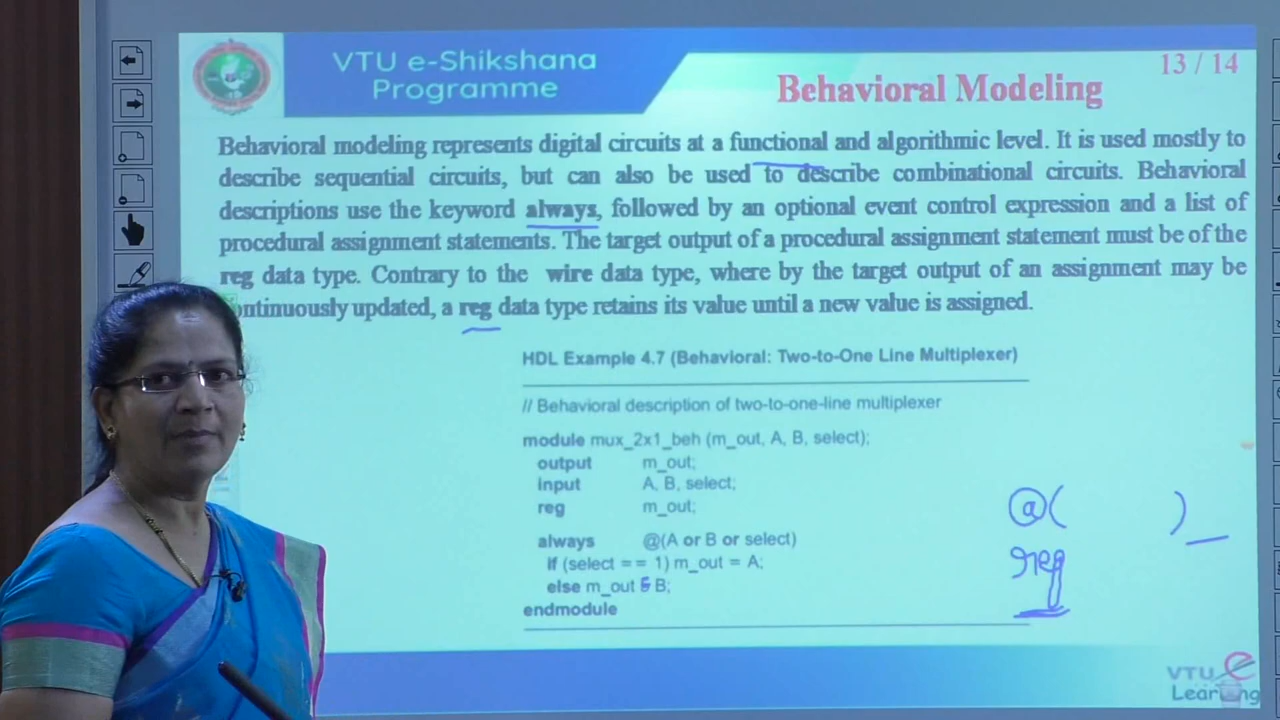 VTU e-Shikshana
Programme
13 / 14
Behavioral Modeling
Behavioral modeling represents digital circuits at a functional and algorithmic level. It is used mostly to
describe sequential circuits, but can also be used to describe combinational circuits. Behavioral
descriptions use the keyword always, followed by an optional event control expression and a list of
procedural assignment statements. The target output of a procedural assignment statement must be of the
reg data type. Contrary to the wire data type, where by the target output of an assignment may be
ontinuously updated, a reg data type retains its value until a new value is assigned.
HDL Example 4.7 (Behavioral: Two-to-One Line Multiplexer)
// Behavioral description of two-to-one-line multiplexer
module mux_2x1_beh (m_out, A, B, select);
output m_out;
input A, B, select;
reg m_out;
always @(A or B or select)
if (select == 1) m_out = A;
else m_out B;
endmodule
@( )
reg
VTU e
Learning